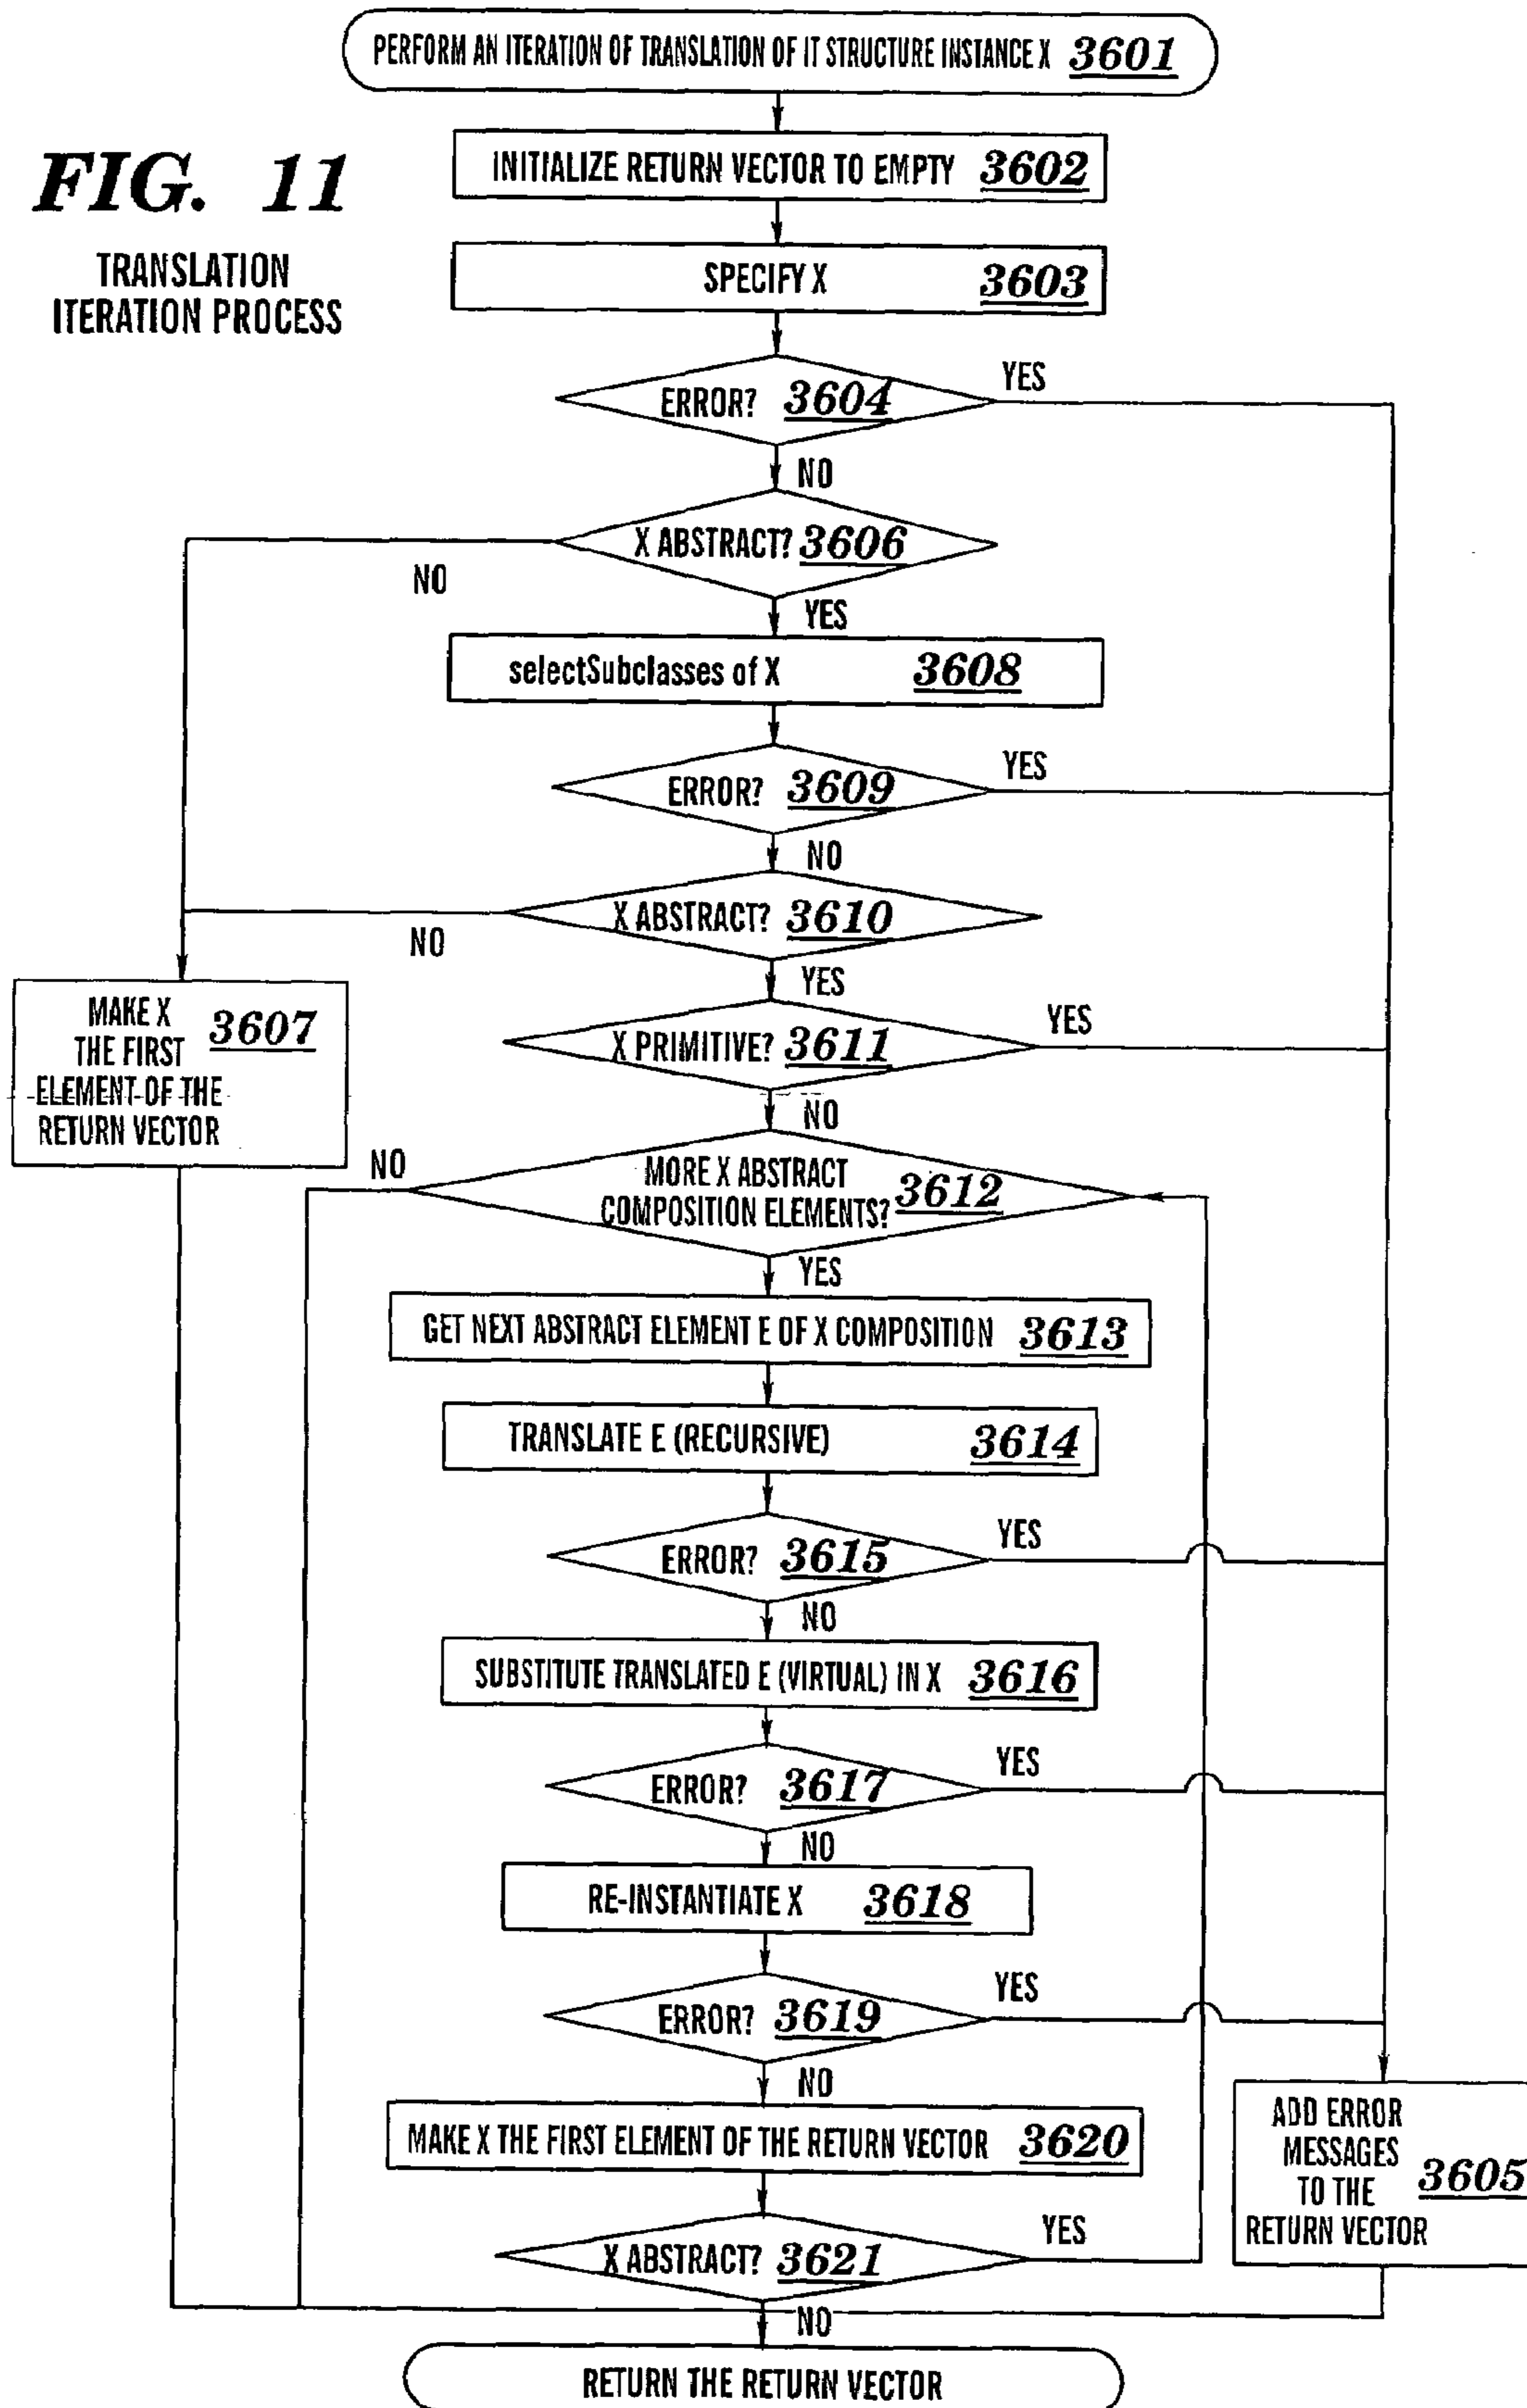 PERFORM AN ITERATION OF TRANSLATION OF IT STRUCTURE INSTANCE X 3601
FIG. 11
TRANSLATION
ITERATION PROCESS
INITIALIZE RETURN VECTOR TO EMPTY 3602
SPECIFY X 3603
ERROR? 3604
YES
NO
X ABSTRACT? 3606
NO
YES
selectSubclasses of X 3608
ERROR? 3609
YES
NO
X ABSTRACT? 3610
NO
YES
MAKE X
THE FIRST
ELEMENT OF THE
RETURN VECTOR
3607
X PRIMITIVE? 3611
YES
NO
MORE X ABSTRACT
COMPOSITION ELEMENTS? 3612
NO
YES
GET NEXT ABSTRACT ELEMENT E OF X COMPOSITION 3613
TRANSLATE E (RECURSIVE) 3614
ERROR? 3615
YES
NO
SUBSTITUTE TRANSLATED E (VIRTUAL) IN X 3616
ERROR? 3617
YES
NO
RE-INSTANTIATE X 3618
ERROR? 3619
YES
NO
MAKE X THE FIRST ELEMENT OF THE RETURN VECTOR 3620
ADD ERROR
MESSAGES
TO THE
RETURN VECTOR
3605
X ABSTRACT? 3621
YES
NO
RETURN THE RETURN VECTOR